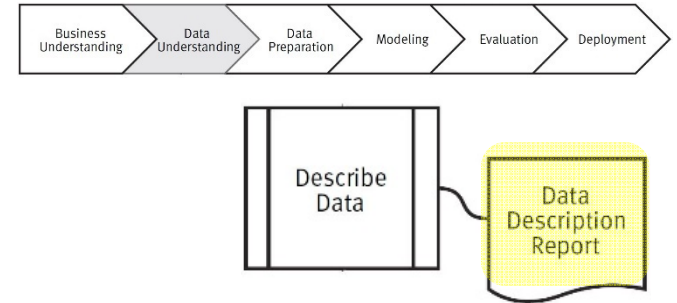 Business
Understanding
Data
Understanding
Data
Preparation
Modeling
Evaluation
Deployment
Describe
Data
Data
Description
Report